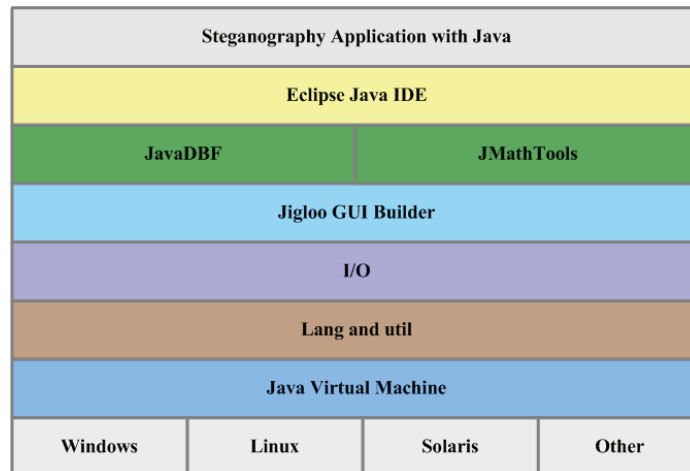 Steganography Application with Java
Eclipse Java IDE
JavaDBF JMathTools
Jigloo GUI Builder
I/O
Lang and util
Java Virtual Machine
Windows Linux Solaris Other